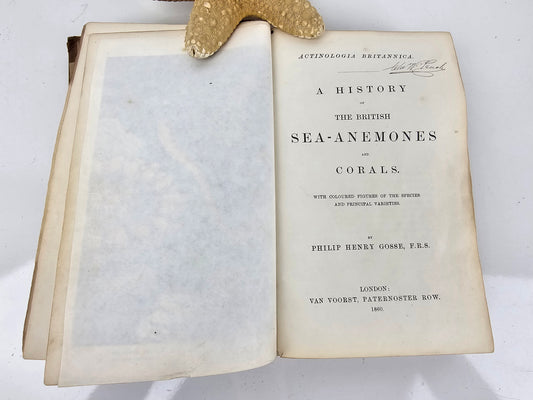 ACTINOLOGIA BRITANNICA.
A HISTORY
OF
THE BRITISH
SEA-ANEMONES
AND
CORALS.
WITH COLOURED FIGURES OF THE SPECIES
AND PRINCIPAL VARIETIES.
BY
PHILIP HENRY GOSSE, F.R.S.
LONDON:
VAN VOORST, PATERNOSTER ROW.
1860.